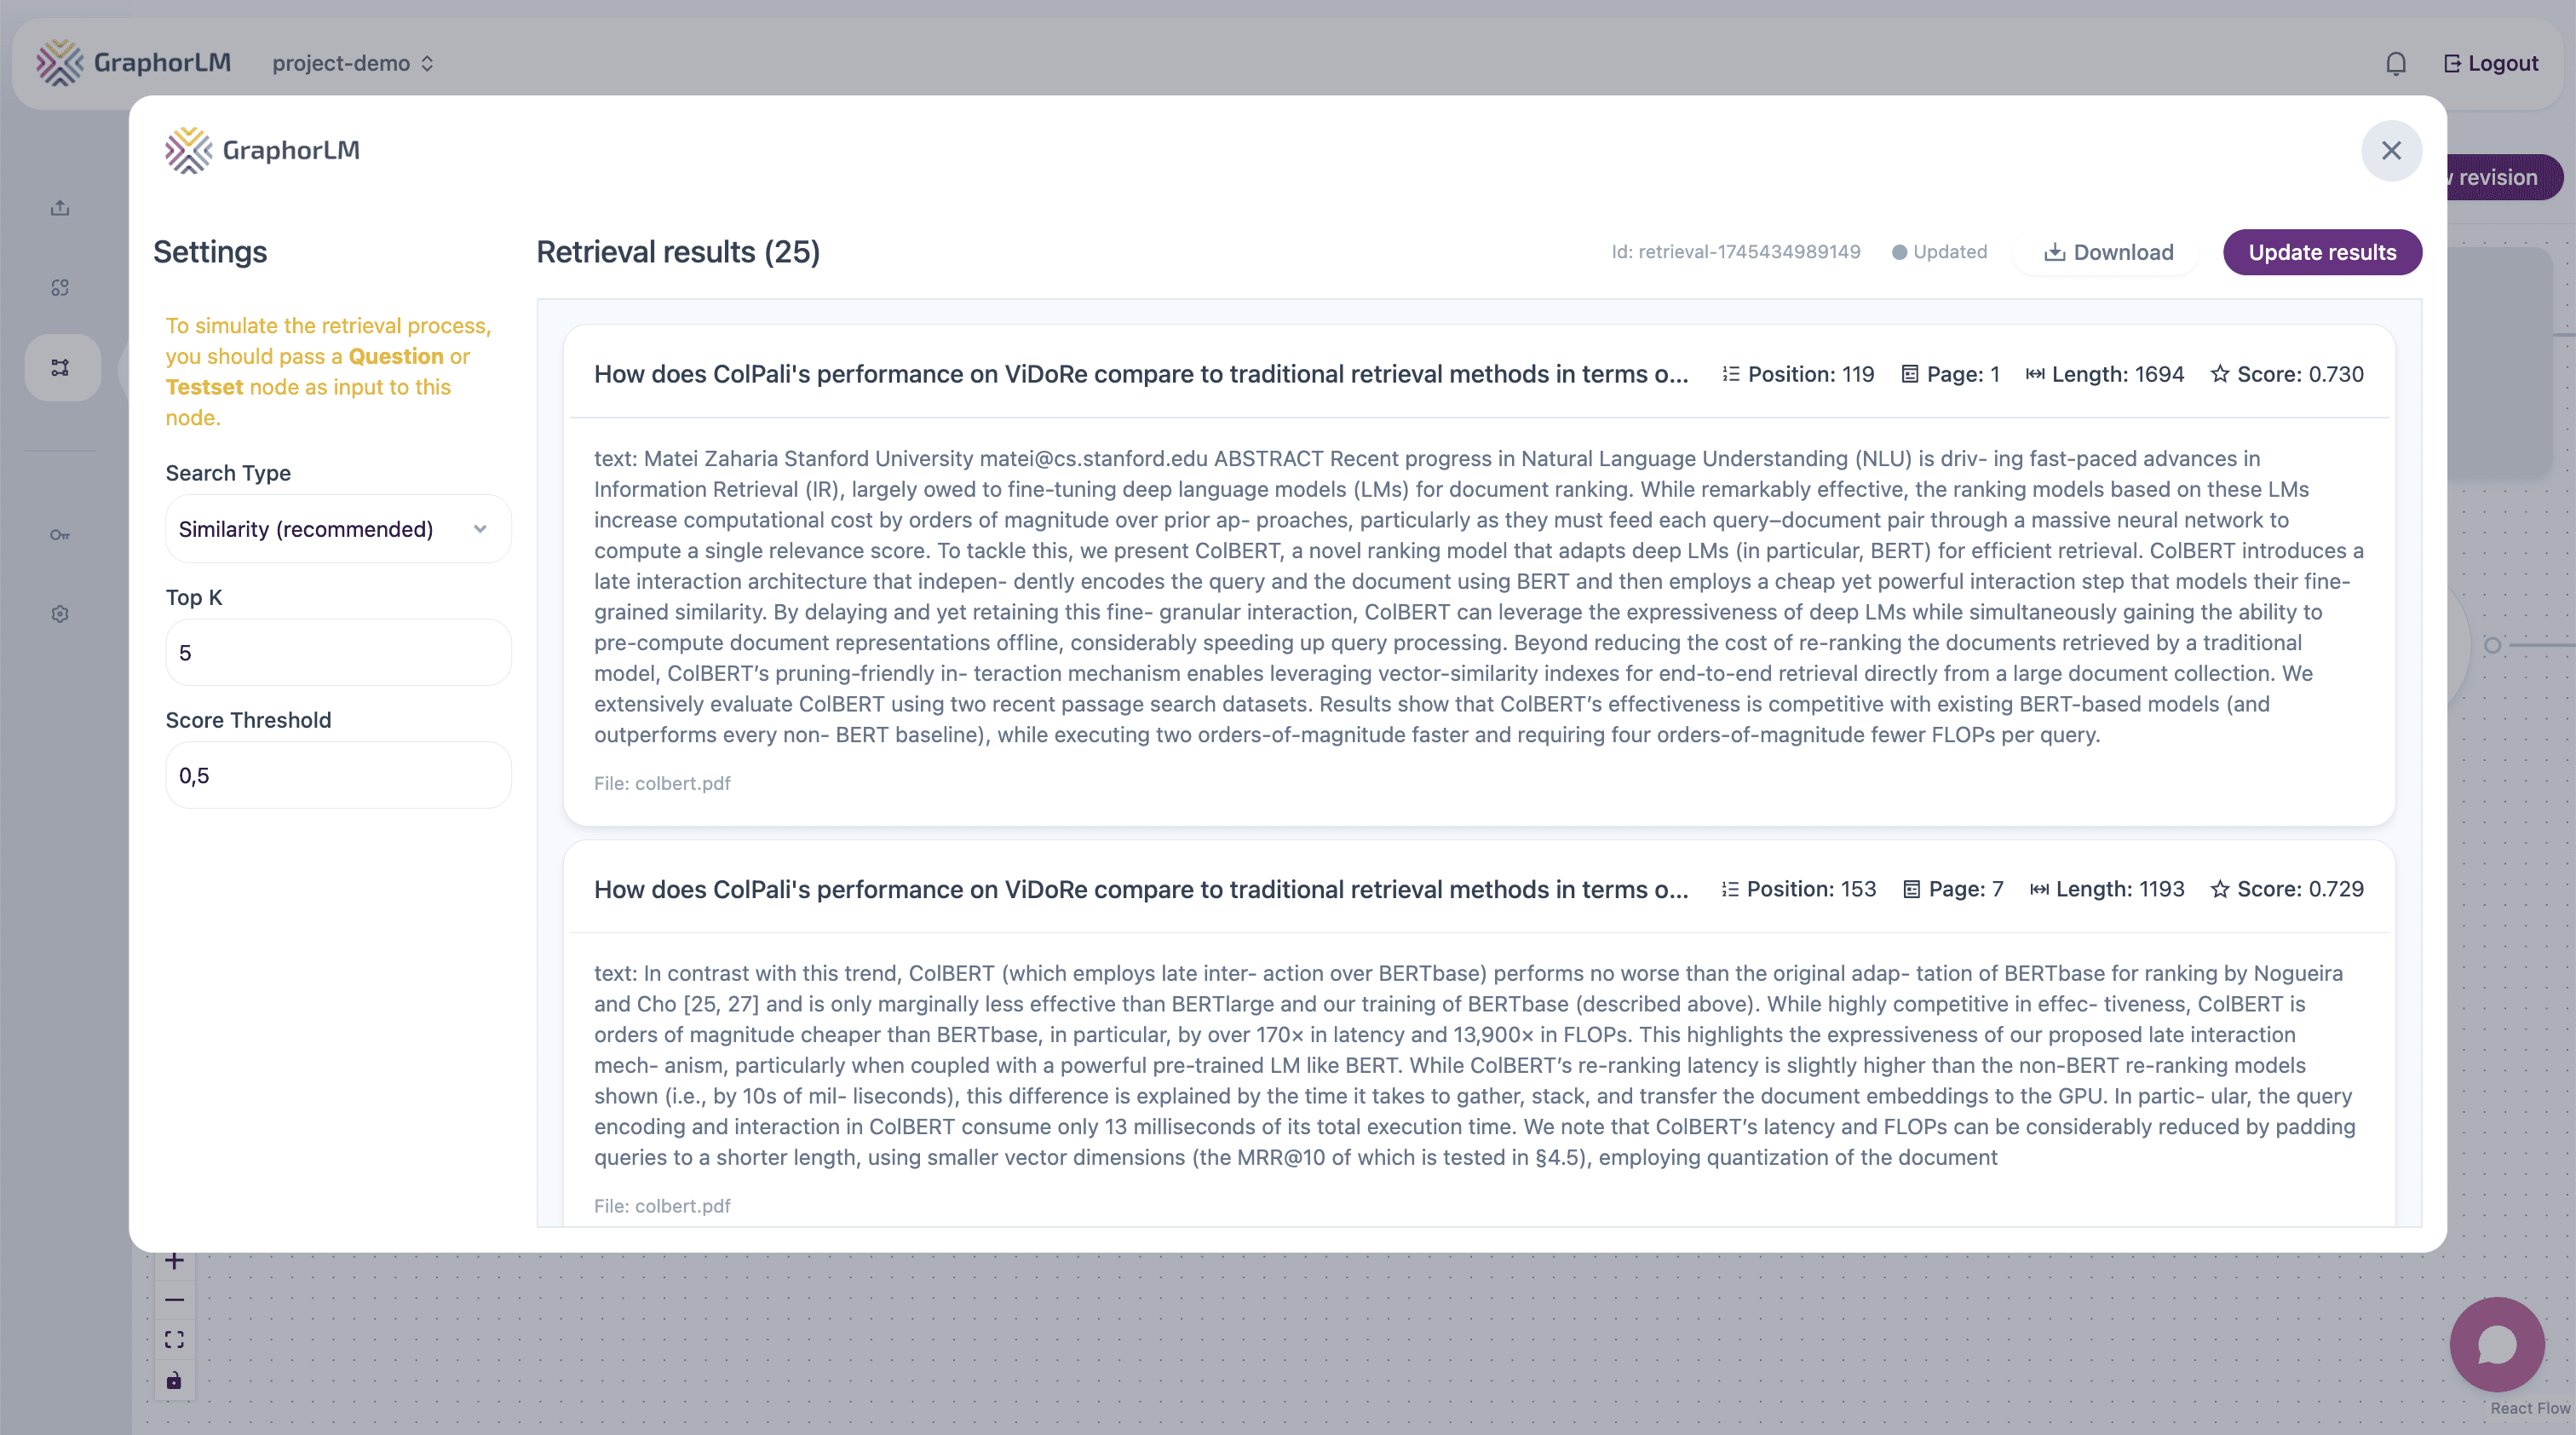 GraphorLM
project-demo
Logout
GraphorLM
revision
Settings
Retrieval results (25)
Id: retrieval-1745434989149
Updated
Download
Update results
To simulate the retrieval process,
you should pass a Question or
Testset node as input to this
node.
Search Type
Similarity (recommended)
Top K
5
Score Threshold
0,5
How does ColPali's performance on ViDoRe compare to traditional retrieval methods in terms o... Position: 119 Page: 1 Length: 1694 Score: 0.730
text: Matei Zaharia Stanford University matei@cs.stanford.edu ABSTRACT Recent progress in Natural Language Understanding (NLU) is driv- ing fast-paced advances in
Information Retrieval (IR), largely owed to fine-tuning deep language models (LMs) for document ranking. While remarkably effective, the ranking models based on these LMs
increase computational cost by orders of magnitude over prior ap- proaches, particularly as they must feed each query–document pair through a massive neural network to
compute a single relevance score. To tackle this, we present ColBERT, a novel ranking model that adapts deep LMs (in particular, BERT) for efficient retrieval. ColBERT introduces a
late interaction architecture that indepen- dently encodes the query and the document using BERT and then employs a cheap yet powerful interaction step that models their fine-
grained similarity. By delaying and yet retaining this fine- granular interaction, ColBERT can leverage the expressiveness of deep LMs while simultaneously gaining the ability to
pre-compute document representations offline, considerably speeding up query processing. Beyond reducing the cost of re-ranking the documents retrieved by a traditional
model, ColBERT’s pruning-friendly in- teraction mechanism enables leveraging vector-similarity indexes for end-to-end retrieval directly from a large document collection. We
extensively evaluate ColBERT using two recent passage search datasets. Results show that ColBERT’s effectiveness is competitive with existing BERT-based models (and
outperforms every non- BERT baseline), while executing two orders-of-magnitude faster and requiring four orders-of-magnitude fewer FLOPs per query.
File: colbert.pdf
How does ColPali's performance on ViDoRe compare to traditional retrieval methods in terms o... Position: 153 Page: 7 Length: 1193 Score: 0.729
text: In contrast with this trend, ColBERT (which employs late inter- action over BERTbase) performs no worse than the original adap- tation of BERTbase for ranking by Nogueira
and Cho [25, 27] and is only marginally less effective than BERTlarge and our training of BERTbase (described above). While highly competitive in effec- tiveness, ColBERT is
orders of magnitude cheaper than BERTbase, in particular, by over 170× in latency and 13,900× in FLOPs. This highlights the expressiveness of our proposed late interaction
mech- anism, particularly when coupled with a powerful pre-trained LM like BERT. While ColBERT’s re-ranking latency is slightly higher than the non-BERT re-ranking models
shown (i.e., by 10s of mil- liseconds), this difference is explained by the time it takes to gather, stack, and transfer the document embeddings to the GPU. In partic- ular, the query
encoding and interaction in ColBERT consume only 13 milliseconds of its total execution time. We note that ColBERT’s latency and FLOPs can be considerably reduced by padding
queries to a shorter length, using smaller vector dimensions (the MRR@10 of which is tested in §4.5), employing quantization of the document
File: colbert.pdf
React Flow